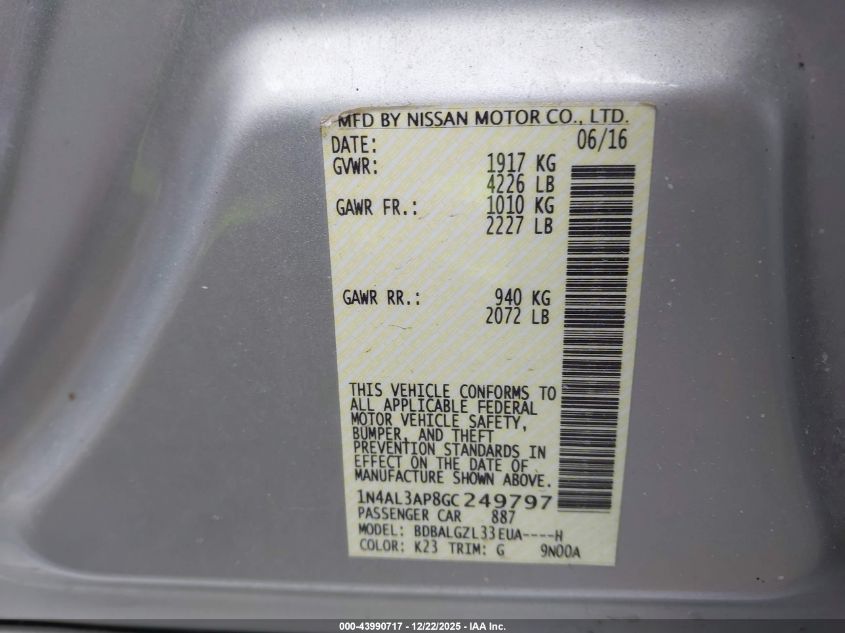 MFD BY NISSAN MOTOR CO., LTD.
DATE: 06/16
GVWR: 1917 KG
4226 LB
GAWR FR.: 1010 KG
2227 LB
GAWR RR.: 940 KG
2072 LB
THIS VEHICLE CONFORMS TO
ALL APPLICABLE FEDERAL
MOTOR VEHICLE SAFETY,
BUMPER, AND THEFT
PREVENTION STANDARDS IN
EFFECT ON THE DATE OF
MANUFACTURE SHOWN ABOVE.
1N4AL3AP8GC249797
PASSENGER CAR 887
MODEL: BDBALGZL33EUA----H
COLOR: K23 TRIM: G 9N00A
000-43990717 • 12/22/2025 • IAA Inc.